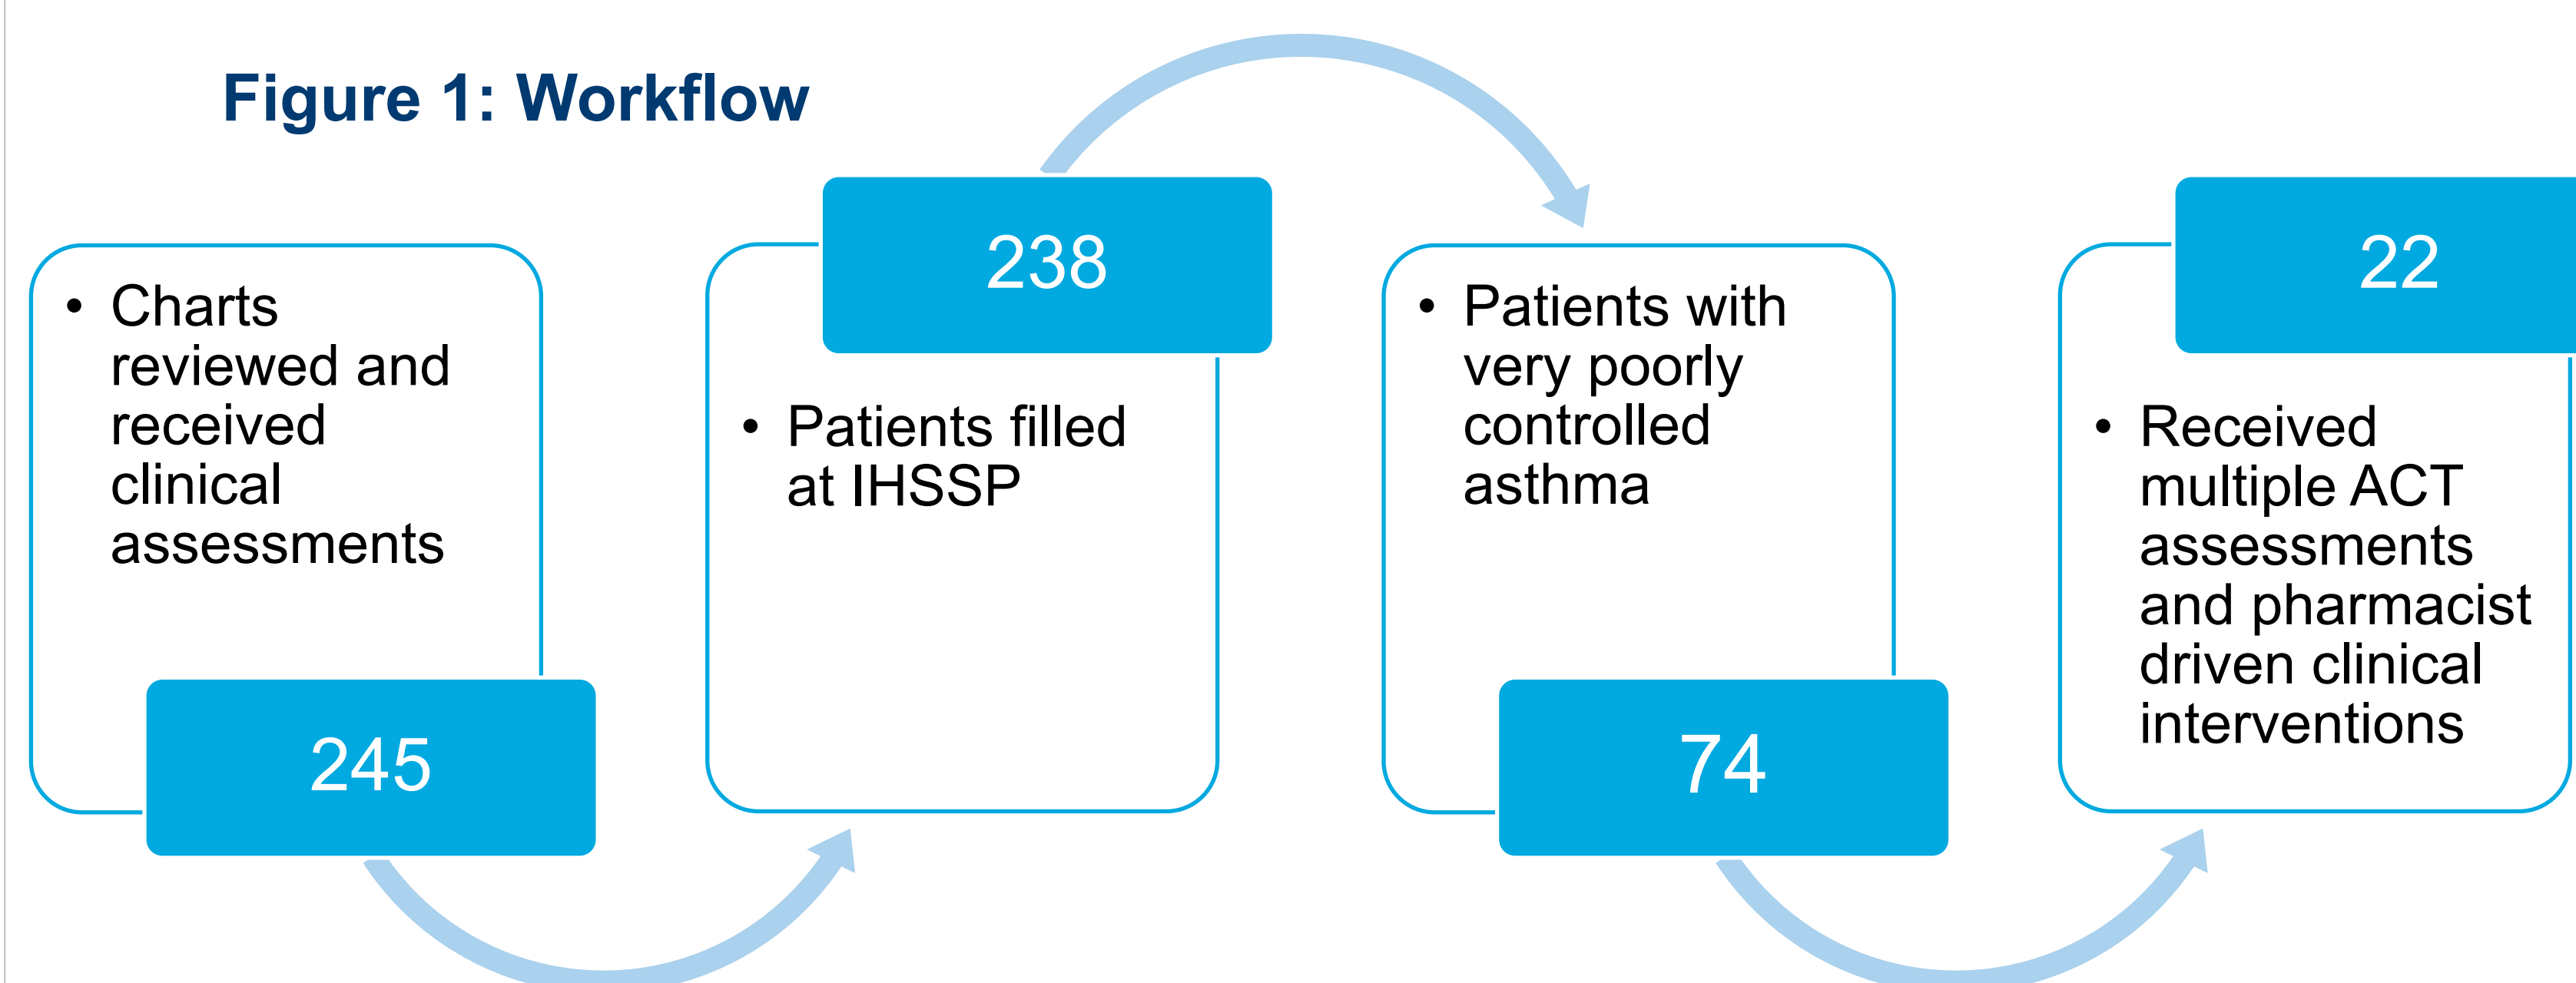 Figure 1: Workflow
• Charts
reviewed and
received
clinical
assessments
245
238
• Patients filled
at IHSSP
• Patients with
very poorly
controlled
asthma
74
22
• Received
multiple ACT
assessments
and pharmacist
driven clinical
interventions